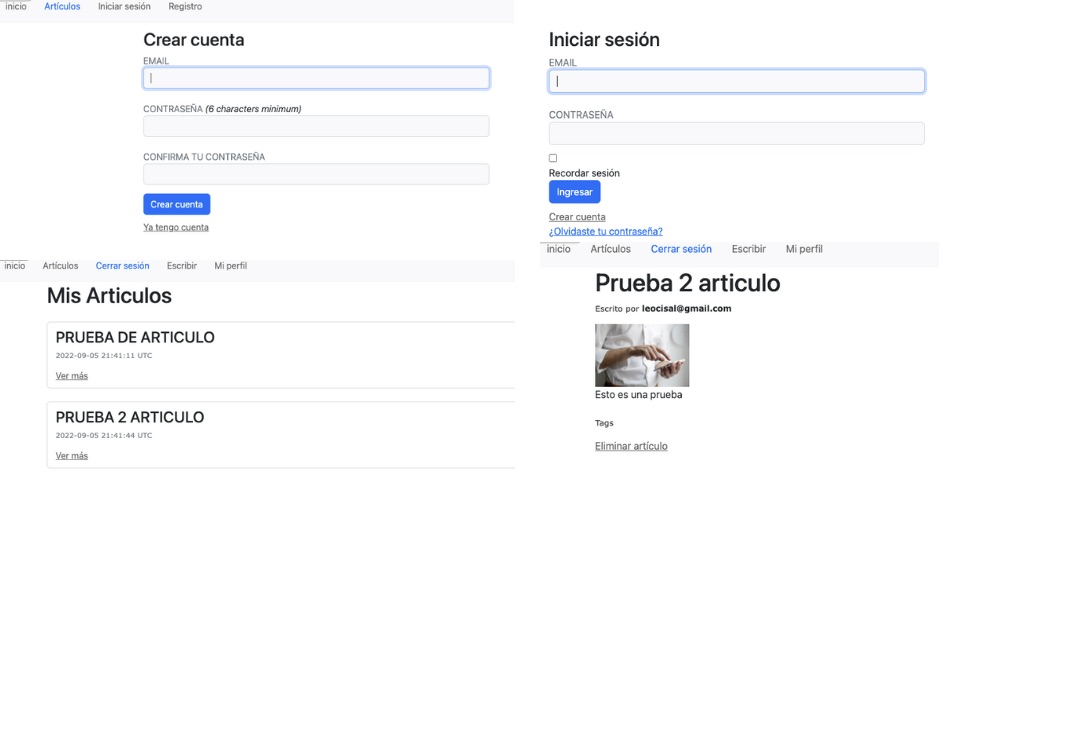 inicio Artículos Iniciar sesión Registro
Crear cuenta
EMAIL
CONTRASEÑA (6 characters minimum)
CONFIRMA TU CONTRASEÑA
Crear cuenta
Ya tengo cuenta
Iniciar sesión
EMAIL
CONTRASEÑA
Recordar sesión
Ingresar
Crear cuenta
¿Olvidaste tu contraseña?
inicio Artículos Cerrar sesión Escribir Mi perfil
Mis Articulos
PRUEBA DE ARTICULO
2022-09-05 21:41:11 UTC
Ver más
PRUEBA 2 ARTICULO
2022-09-05 21:41:44 UTC
Ver más
inicio Artículos Cerrar sesión Escribir Mi perfil
Prueba 2 articulo
Escrito por leocisal@gmail.com
Esto es una prueba
Tags
Eliminar artículo